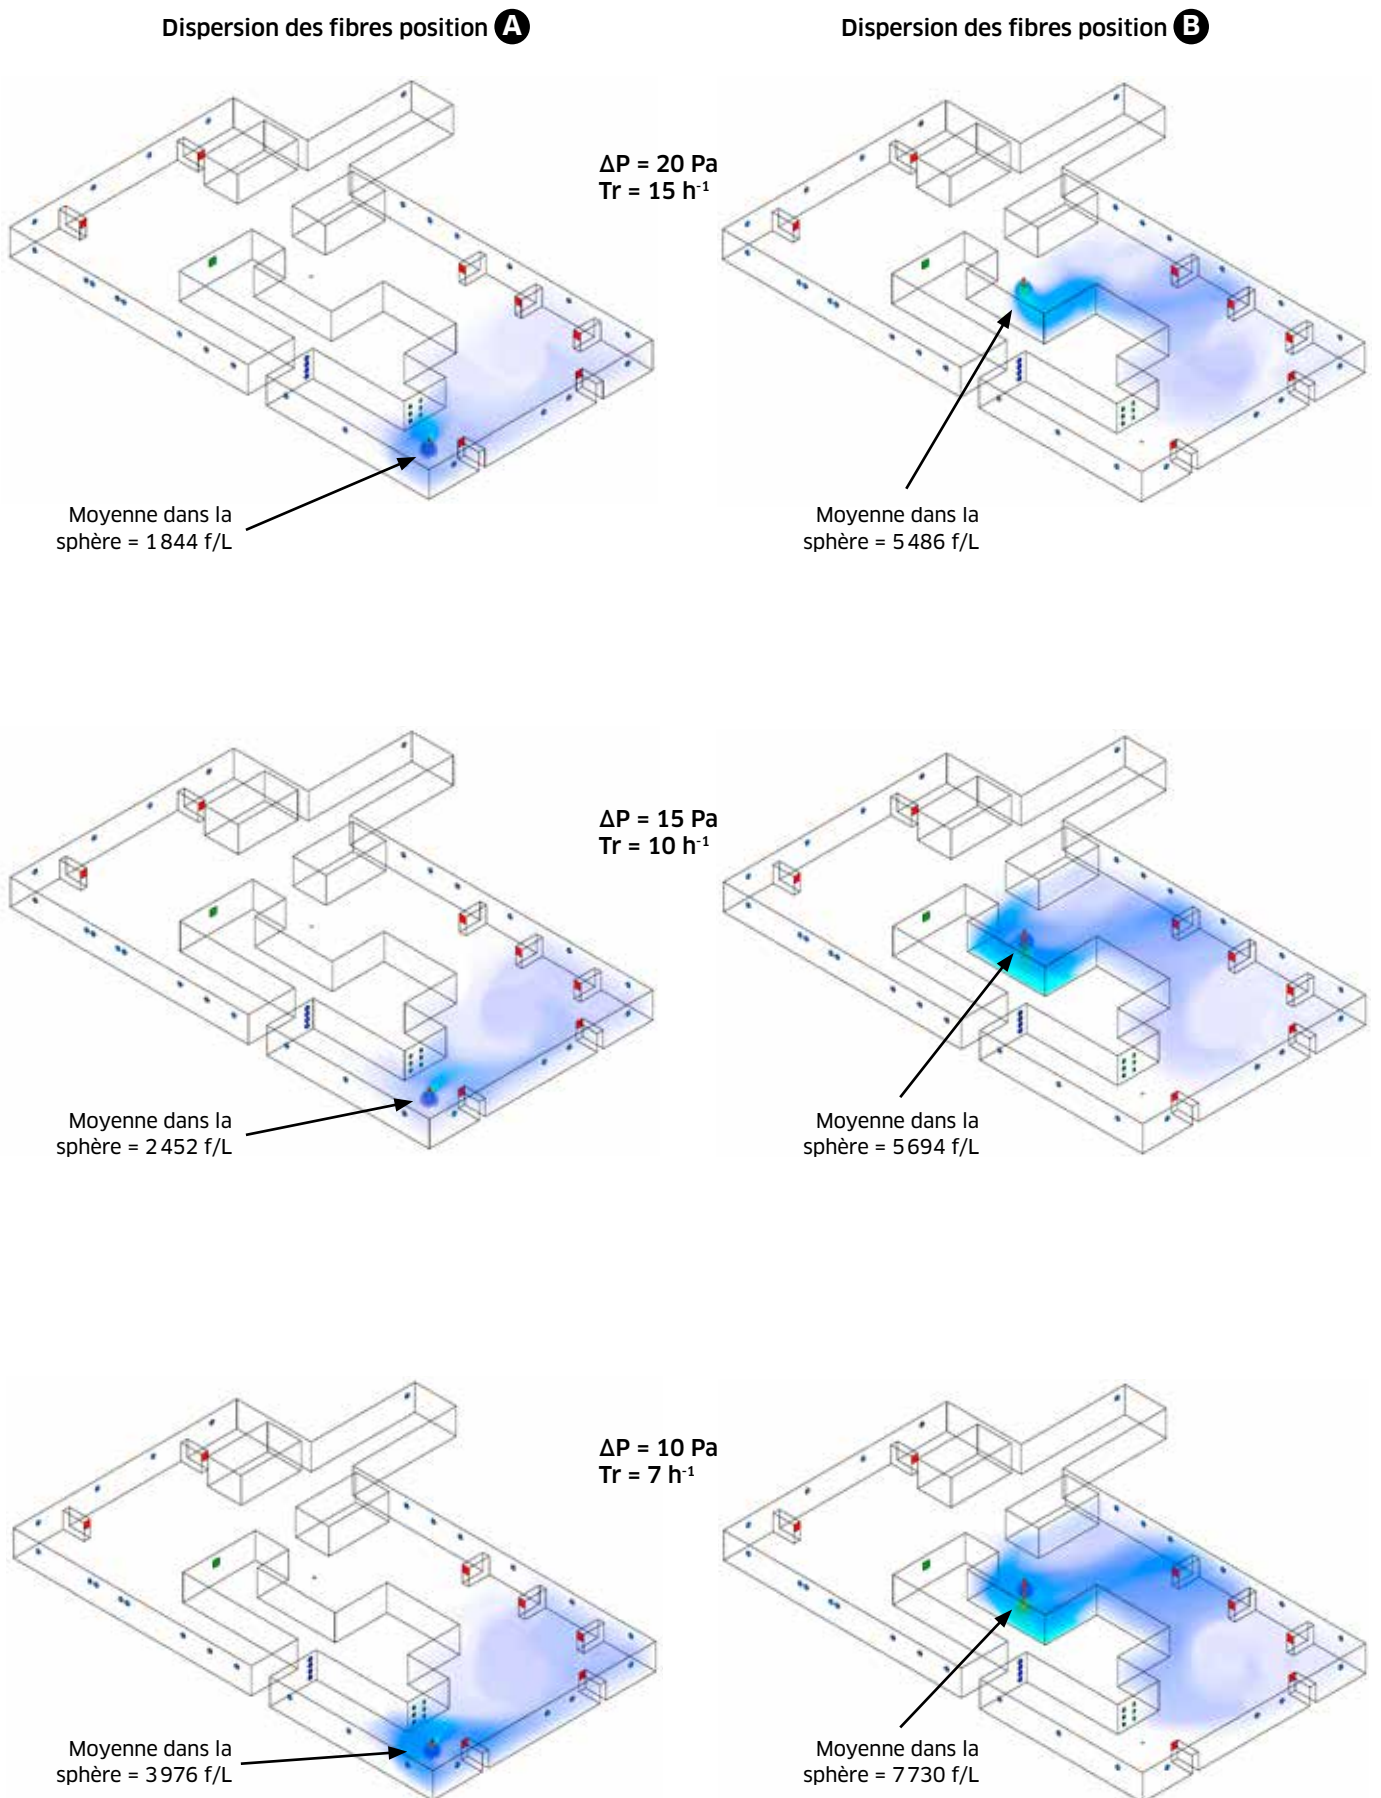 Dispersion des fibres position A
Dispersion des fibres position B
ΔP = 20 Pa
Tr = 15 h⁻¹
Moyenne dans la
sphère = 1 844 f/L
Moyenne dans la
sphère = 5 486 f/L
ΔP = 15 Pa
Tr = 10 h⁻¹
Moyenne dans la
sphère = 2 452 f/L
Moyenne dans la
sphère = 5 694 f/L
ΔP = 10 Pa
Tr = 7 h⁻¹
Moyenne dans la
sphère = 3 976 f/L
Moyenne dans la
sphère = 7 730 f/L